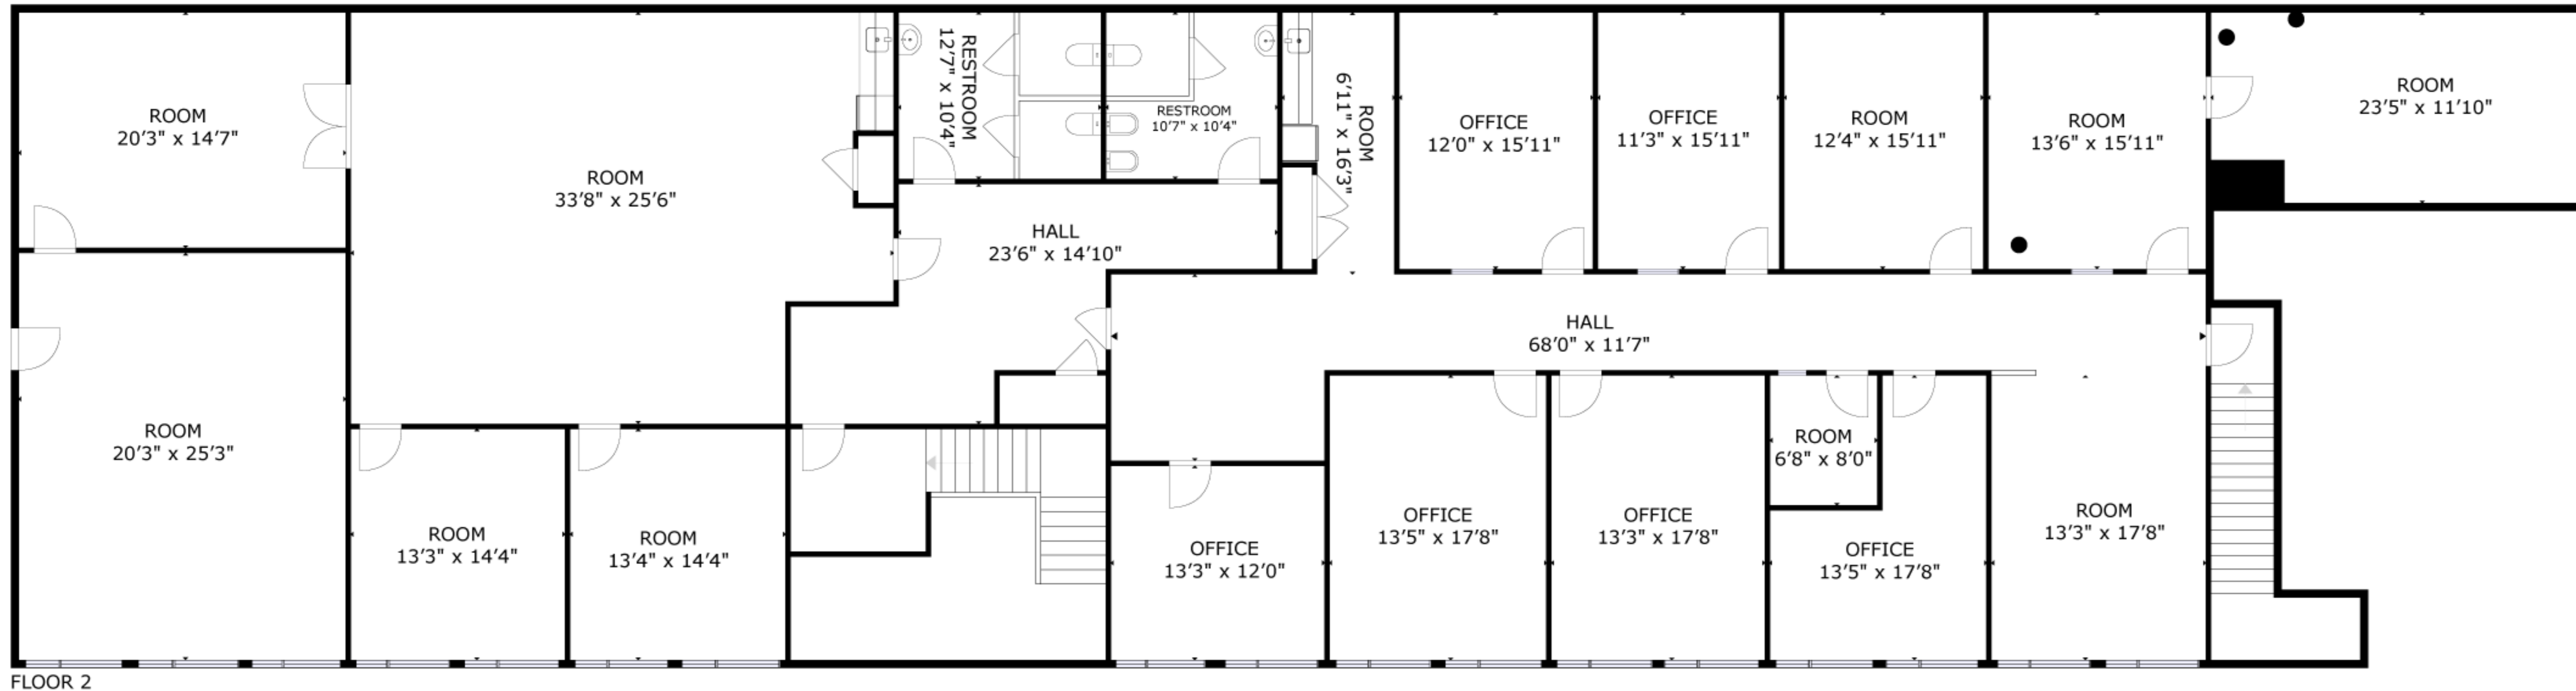 ROOM
20'3" x 14'7"
ROOM
33'8" x 25'6"
RESTROOM
12'7" x 10'4"
RESTROOM
10'7" x 10'4"
ROOM
6'11" x 16'3"
OFFICE
12'0" x 15'11"
OFFICE
11'3" x 15'11"
ROOM
12'4" x 15'11"
ROOM
13'6" x 15'11"
ROOM
23'5" x 11'10"
HALL
23'6" x 14'10"
HALL
68'0" x 11'7"
ROOM
20'3" x 25'3"
ROOM
13'3" x 14'4"
ROOM
13'4" x 14'4"
OFFICE
13'3" x 12'0"
OFFICE
13'5" x 17'8"
OFFICE
13'3" x 17'8"
ROOM
6'8" x 8'0"
OFFICE
13'5" x 17'8"
ROOM
13'3" x 17'8"
FLOOR 2